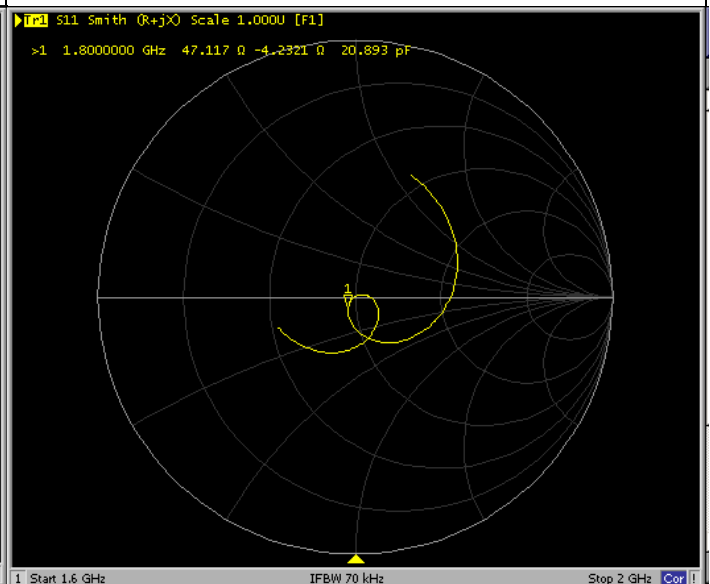 Tr1 S11 Smith (R+jX) Scale 1.000U [F1]
>1 1.8000000 GHz 47.117 Ω -4.2321 Ω 20.893 pF
1
1 Start 1.6 GHz IFBW 70 kHz Stop 2 GHz Cor !